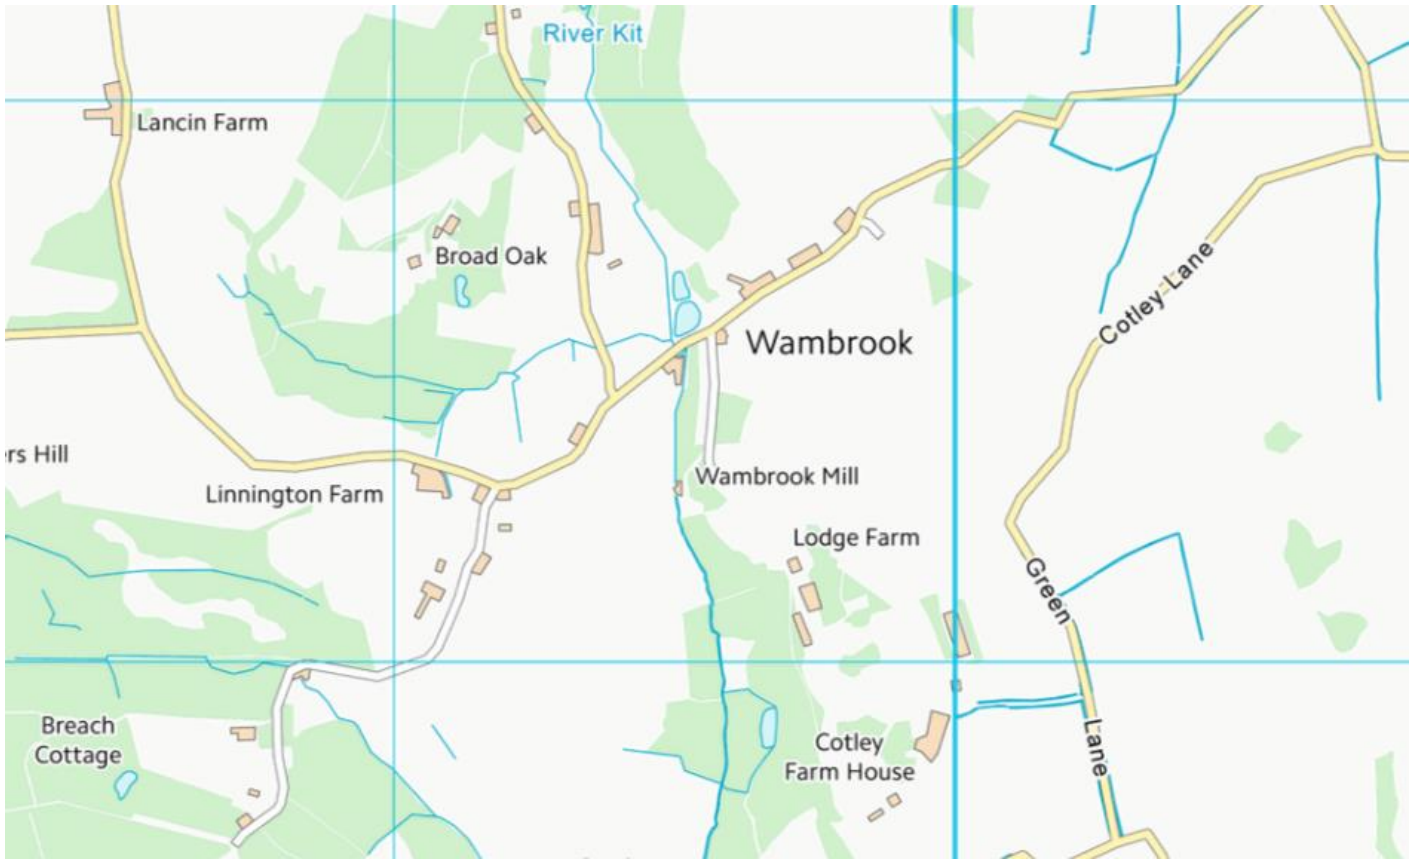 River Kit
Lancin Farm
Broad Oak
Cotley Lane
Wambrook
rs Hill
Wambrook Mill
Linnington Farm
Lodge Farm
Green
Lane
Breach
Cottage
Cotley
Farm House